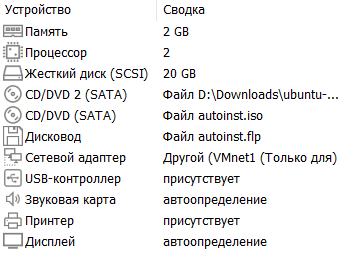 Устройство Сводка
Память 2 GB
Процессор 2
Жесткий диск (SCSI) 20 GB
CD/DVD 2 (SATA) Файл D:\Downloads\ubuntu-...
CD/DVD (SATA) Файл autoinst.iso
Дисковод Файл autoinst.flp
Сетевой адаптер Другой (VMnet1 (Только для)
USB-контроллер присутствует
Звуковая карта автоопределение
Принтер присутствует
Дисплей автоопределение